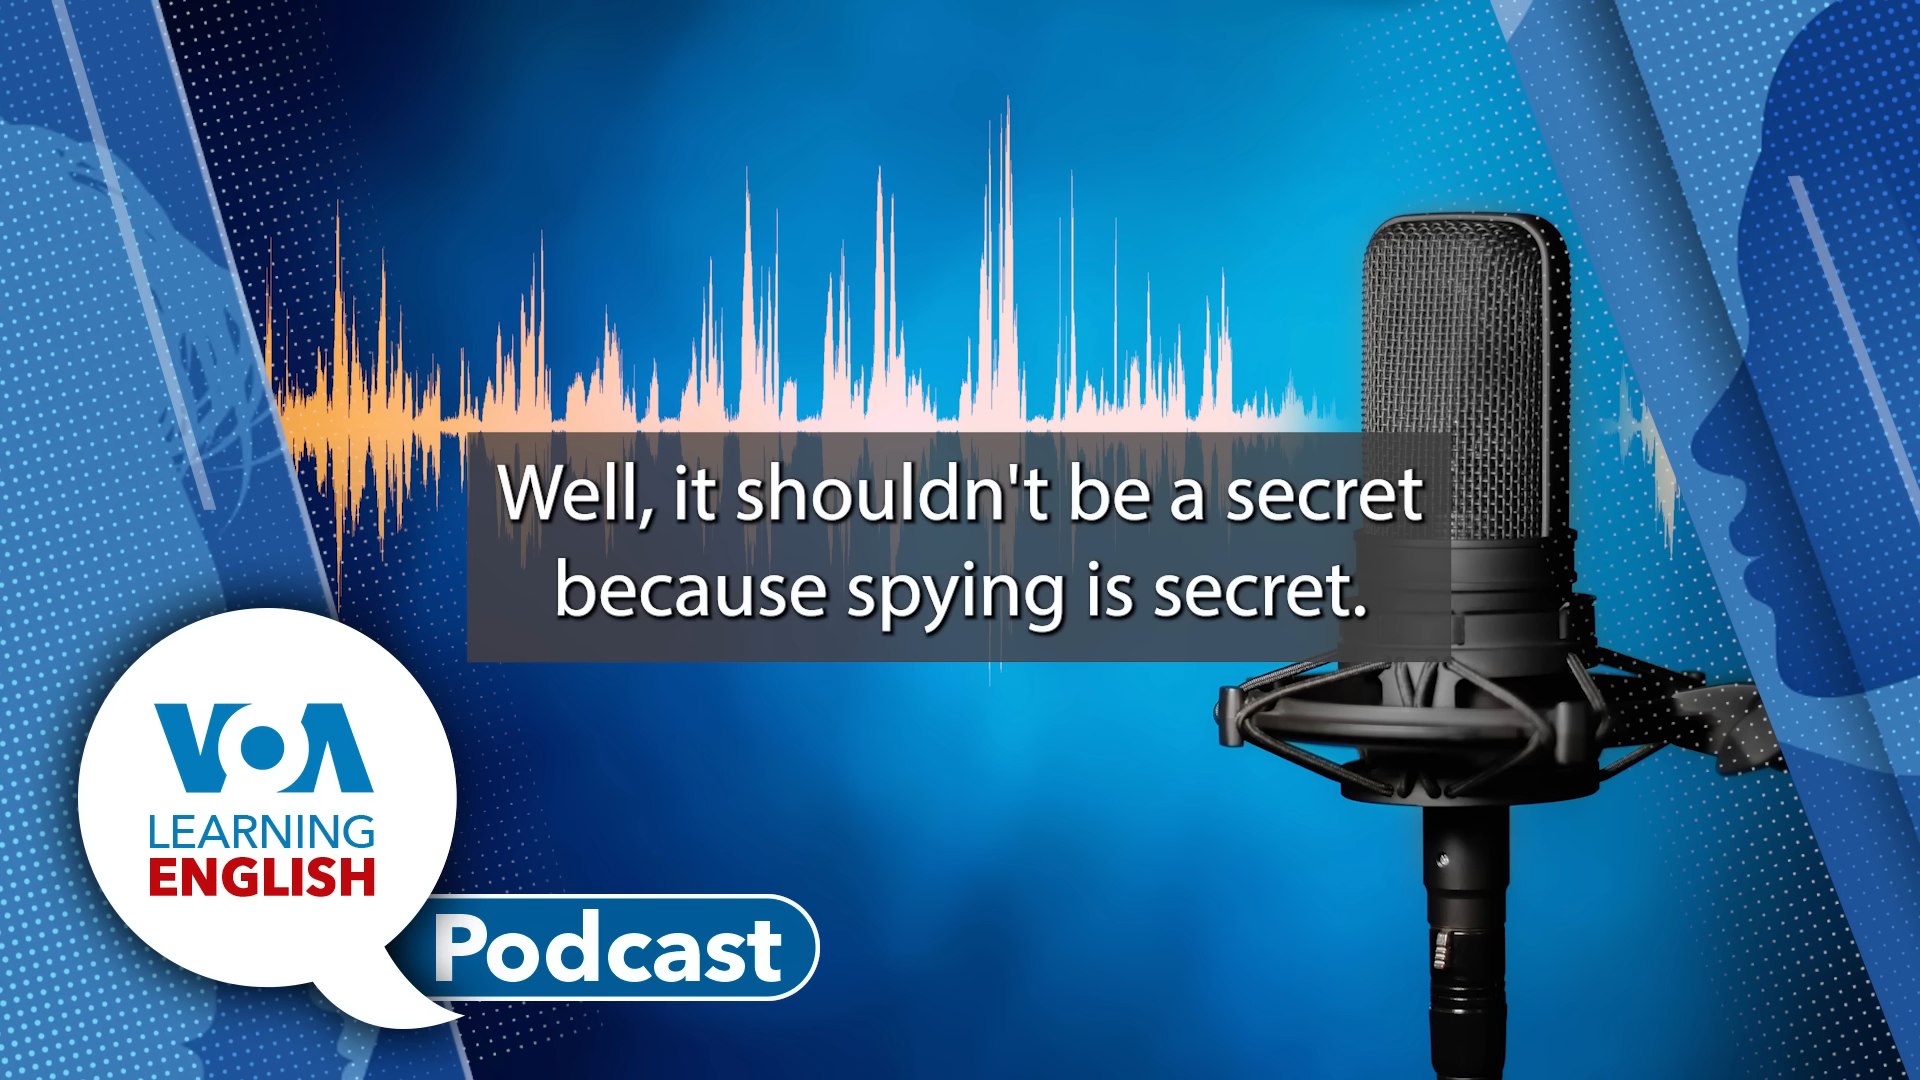 Well, it shouldn't be a secret
because spying is secret.
VOA
LEARNING
ENGLISH
Podcast